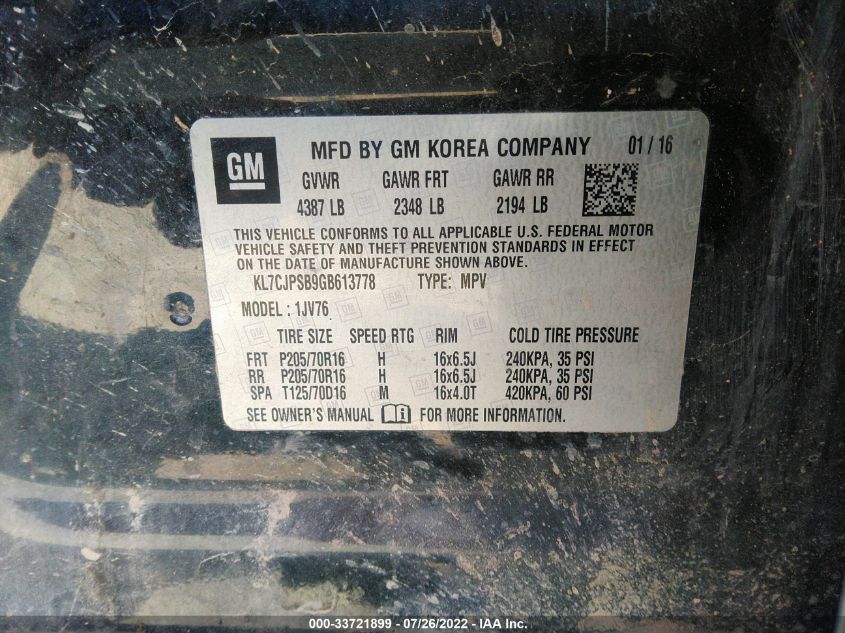 GM
MFD BY GM KOREA COMPANY 01 / 16
GVWR GAWR FRT GAWR RR
4387 LB 2348 LB 2194 LB
THIS VEHICLE CONFORMS TO ALL APPLICABLE U.S. FEDERAL MOTOR
VEHICLE SAFETY AND THEFT PREVENTION STANDARDS IN EFFECT
ON THE DATE OF MANUFACTURE SHOWN ABOVE.
KL7CJPSB9GB613778 TYPE: MPV
MODEL : 1JV76
TIRE SIZE SPEED RTG RIM COLD TIRE PRESSURE
FRT P205/70R16 H 16x6.5J 240KPA, 35 PSI
RR P205/70R16 H 16x6.5J 240KPA, 35 PSI
SPA T125/70D16 M 16x4.0T 420KPA, 60 PSI
SEE OWNER'S MANUAL FOR MORE INFORMATION.
000-33721899 - 07/26/2022 - IAA Inc.